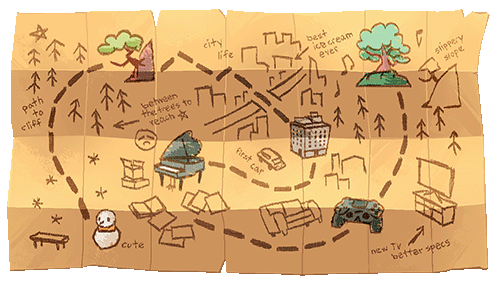 city
life
best
ice cream
ever
slippery
slope
path
to
cliff
between
the trees to
reach
first
car
cute
new TV
better specs